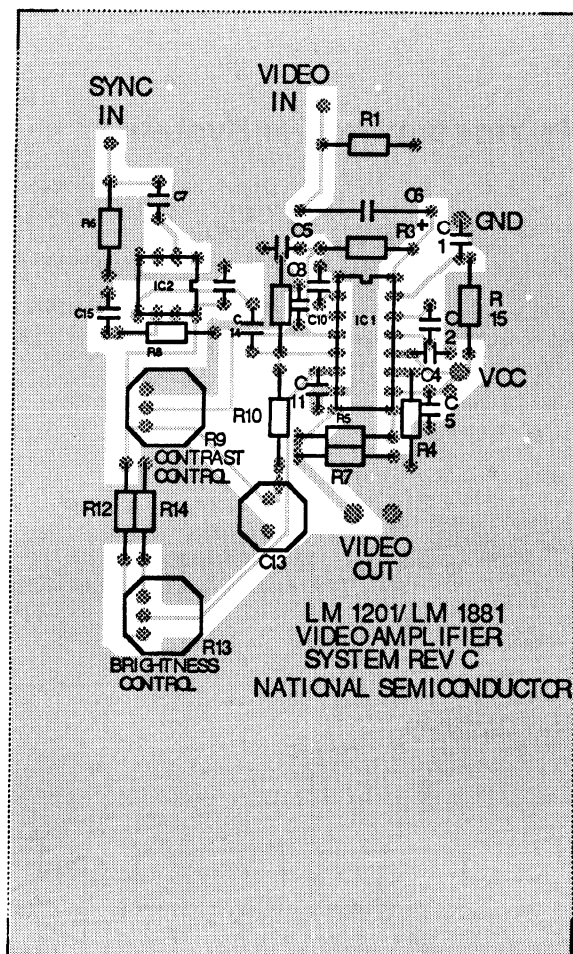 SYNC
IN
VIDEO
IN
R1
C7
R6
C6
C5
R3+
GND
C
1
IC2
C8
C15
C
14
C10
IC 1
C
2
R
15
R8
C4
VCC
C
11
C
5
R10
R5
R4
R9
CONTRAST
CONTROL
R7
R12
R14
C13
VIDEO
OUT
R13
BRIGHTNESS
CONTROL
LM 1201/ LM 1881
VIDEO AMPLIFIER
SYSTEM REV C
NATIONAL SEMICONDUCTOR